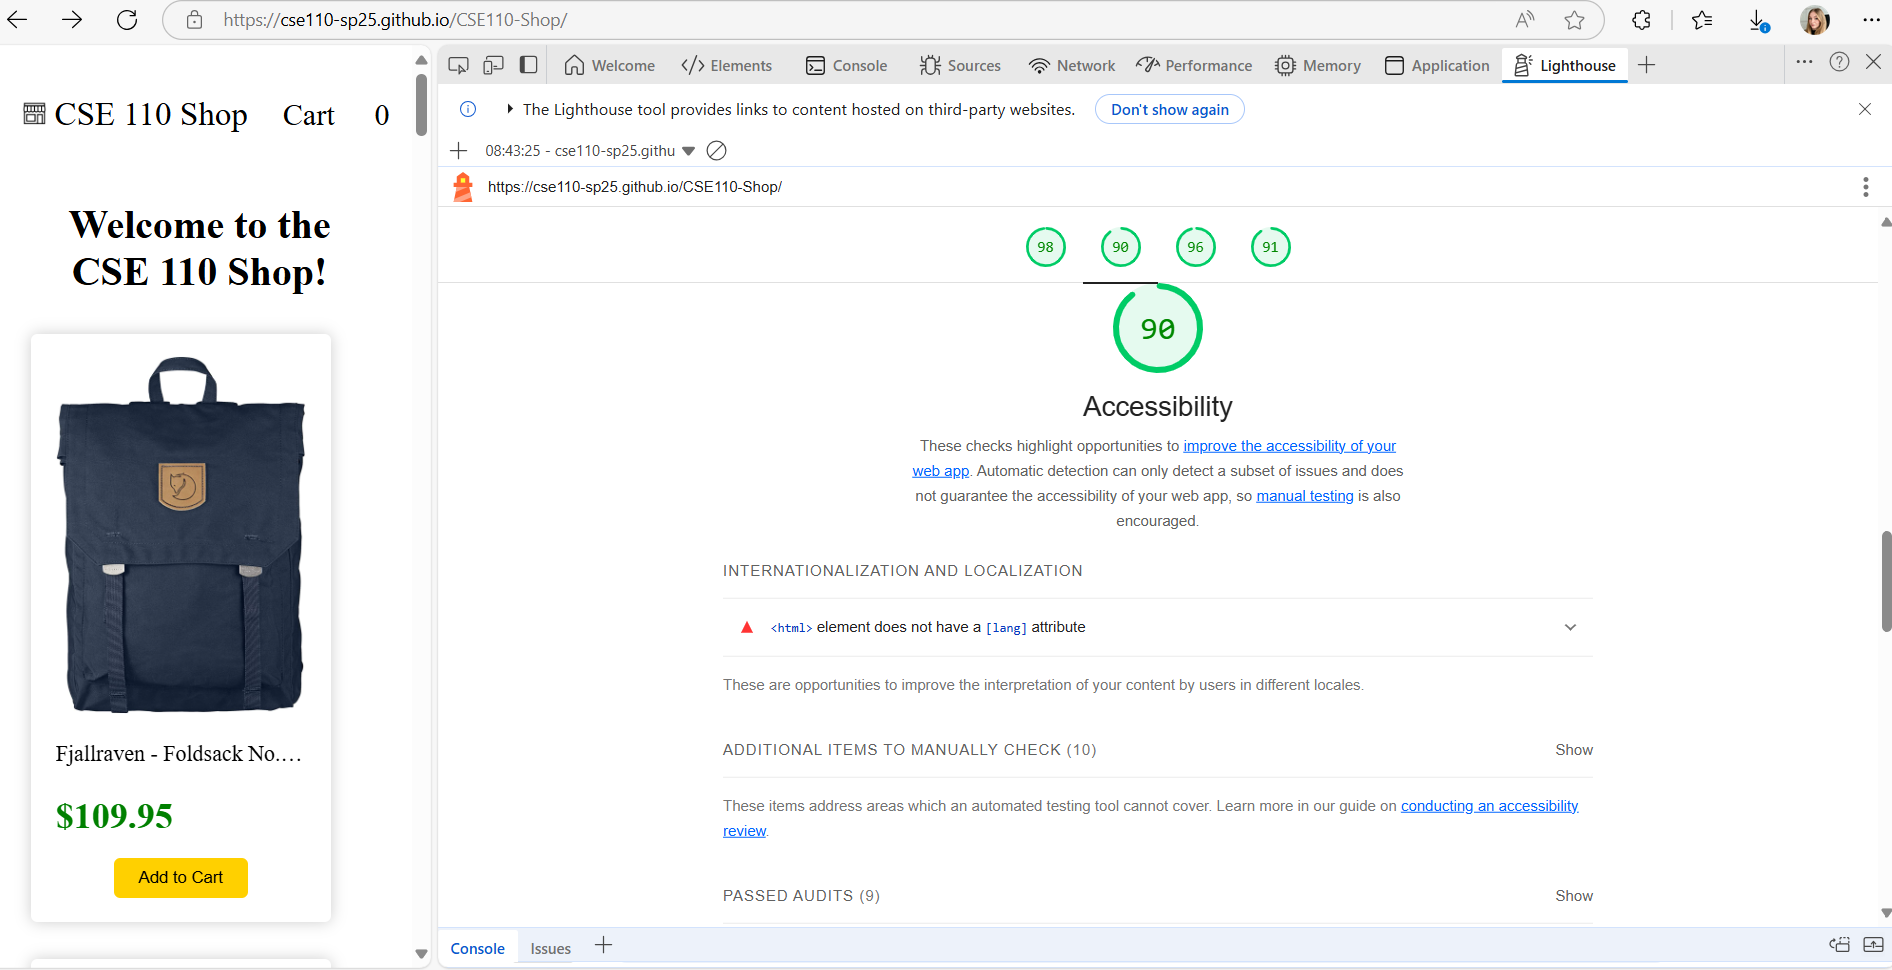 https://cse110-sp25.github.io/CSE110-Shop/
CSE 110 Shop Cart 0
Welcome to the
CSE 110 Shop!
Fjallraven - Foldsack No....
$109.95
Add to Cart
Welcome Elements Console Sources Network Performance Memory Application Lighthouse
The Lighthouse tool provides links to content hosted on third-party websites. Don't show again
08:43:25 - cse110-sp25.githu
https://cse110-sp25.github.io/CSE110-Shop/
98 90 96 91
90
Accessibility
These checks highlight opportunities to improve the accessibility of your
web app. Automatic detection can only detect a subset of issues and does
not guarantee the accessibility of your web app, so manual testing is also
encouraged.
INTERNATIONALIZATION AND LOCALIZATION
<html> element does not have a [lang] attribute
These are opportunities to improve the interpretation of your content by users in different locales.
ADDITIONAL ITEMS TO MANUALLY CHECK (10) Show
These items address areas which an automated testing tool cannot cover. Learn more in our guide on conducting an accessibility
review.
PASSED AUDITS (9) Show
Console Issues